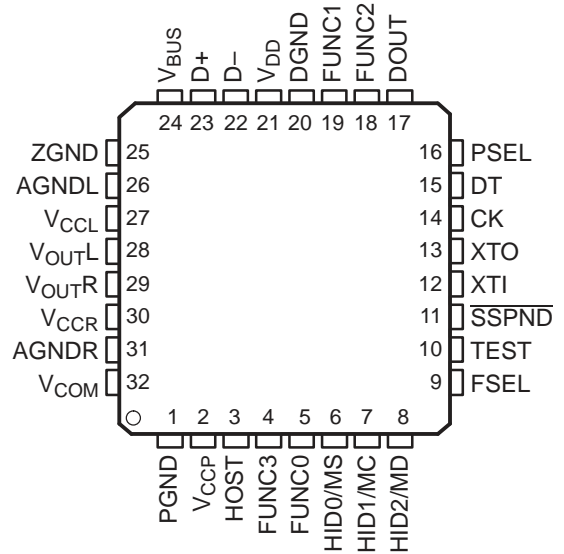 VBUS
D+
D–
VDD
DGND
FUNC1
FUNC2
DOUT
24 23 22 21 20 19 18 17
ZGND 25 16 PSEL
AGNDL 26 15 DT
VCCL 27 14 CK
VOUTL 28 13 XTO
VOUTR 29 12 XTI
VCCR 30 11 SSPND
AGNDR 31 10 TEST
VCOM 32 9 FSEL
1 2 3 4 5 6 7 8
PGND
VCCP
HOST
FUNC3
FUNC0
HID0/MS
HID1/MC
HID2/MD